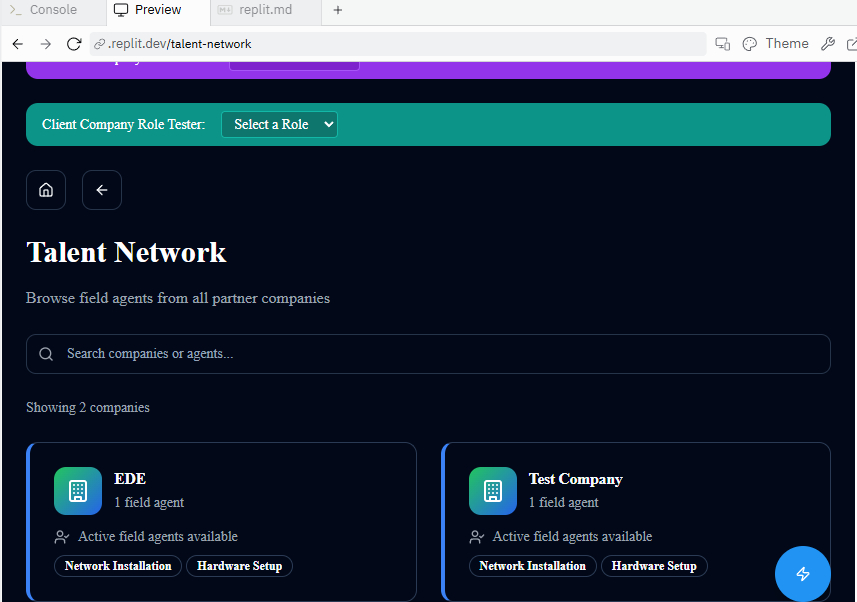 Console
Preview
replit.md
.replit.dev/talent-network
Theme
Client Company Role Tester:
Select a Role
Talent Network
Browse field agents from all partner companies
Search companies or agents...
Showing 2 companies
EDE
1 field agent
Active field agents available
Network Installation
Hardware Setup
Test Company
1 field agent
Active field agents available
Network Installation
Hardware Setup